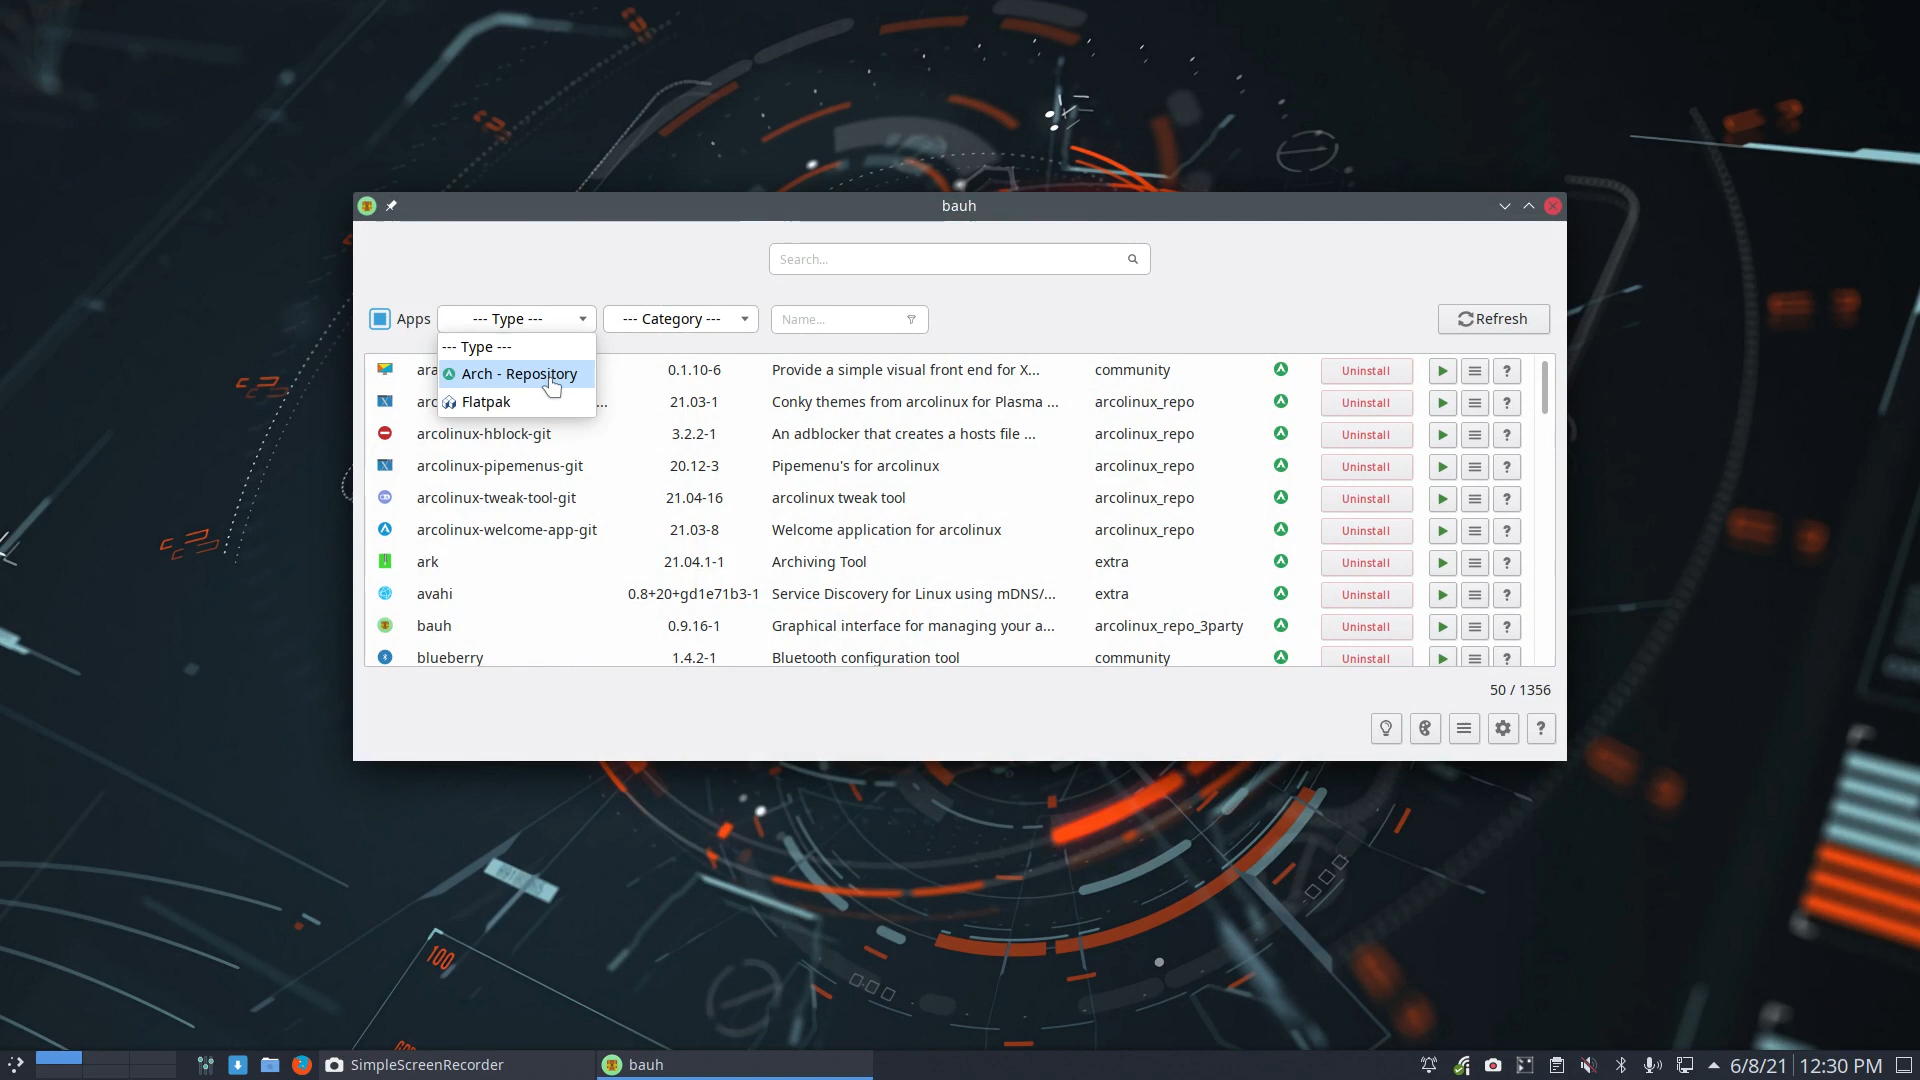 bauh
Search...
Apps
--- Type ---
--- Category ---
Name...
Refresh
--- Type ---
Arch - Repository
Flatpak
ara 0.1.10-6 Provide a simple visual front end for X... community Uninstall ?
arc ... 21.03-1 Conky themes from arcolinux for Plasma ... arcolinux_repo Uninstall ?
arcolinux-hblock-git 3.2.2-1 An adblocker that creates a hosts file ... arcolinux_repo Uninstall ?
arcolinux-pipemenus-git 20.12-3 Pipemenu's for arcolinux arcolinux_repo Uninstall ?
arcolinux-tweak-tool-git 21.04-16 arcolinux tweak tool arcolinux_repo Uninstall ?
arcolinux-welcome-app-git 21.03-8 Welcome application for arcolinux arcolinux_repo Uninstall ?
ark 21.04.1-1 Archiving Tool extra Uninstall ?
avahi 0.8+20+gd1e71b3-1 Service Discovery for Linux using mDNS/... extra Uninstall ?
bauh 0.9.16-1 Graphical interface for managing your a... arcolinux_repo_3party Uninstall ?
blueberry 1.4.2-1 Bluetooth configuration tool community Uninstall ?
50 / 1356
?
100
SimpleScreenRecorder
bauh
6/8/21 12:30 PM